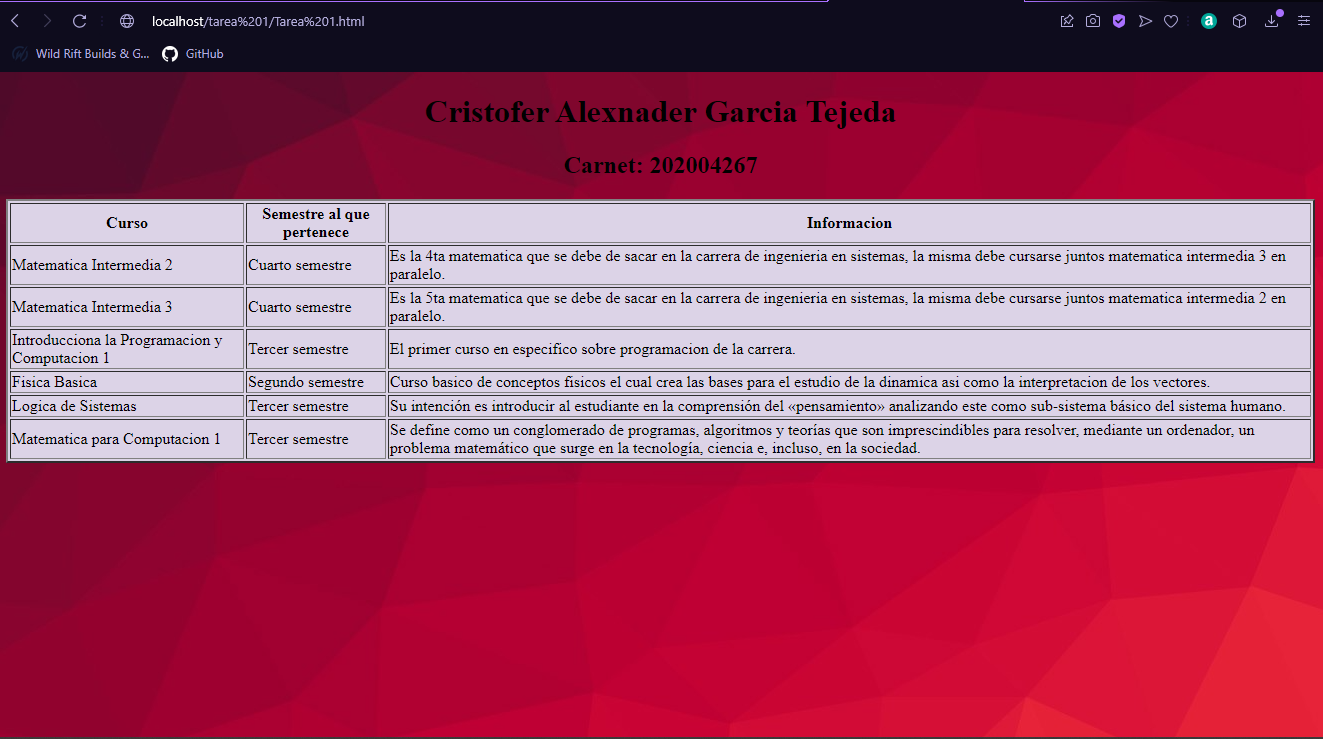 localhost/tarea%201/Tarea%201.html
a
Wild Rift Builds & G... GitHub
Cristofer Alexnader Garcia Tejeda
Carnet: 202004267
Curso
Semestre al que
pertenece
Informacion
Matematica Intermedia 2
Cuarto semestre
Es la 4ta matematica que se debe de sacar en la carrera de ingenieria en sistemas, la misma debe cursarse juntos matematica intermedia 3 en
paralelo.
Matematica Intermedia 3
Cuarto semestre
Es la 5ta matematica que se debe de sacar en la carrera de ingenieria en sistemas, la misma debe cursarse juntos matematica intermedia 2 en
paralelo.
Introducciona la Programacion y
Computacion 1
Tercer semestre
El primer curso en especifico sobre programacion de la carrera.
Fisica Basica
Segundo semestre
Curso basico de conceptos fisicos el cual crea las bases para el estudio de la dinamica asi como la interpretacion de los vectores.
Logica de Sistemas
Tercer semestre
Su intención es introducir al estudiante en la comprensión del «pensamiento» analizando este como sub-sistema básico del sistema humano.
Matematica para Computacion 1
Tercer semestre
Se define como un conglomerado de programas, algoritmos y teorías que son imprescindibles para resolver, mediante un ordenador, un
problema matemático que surge en la tecnología, ciencia e, incluso, en la sociedad.